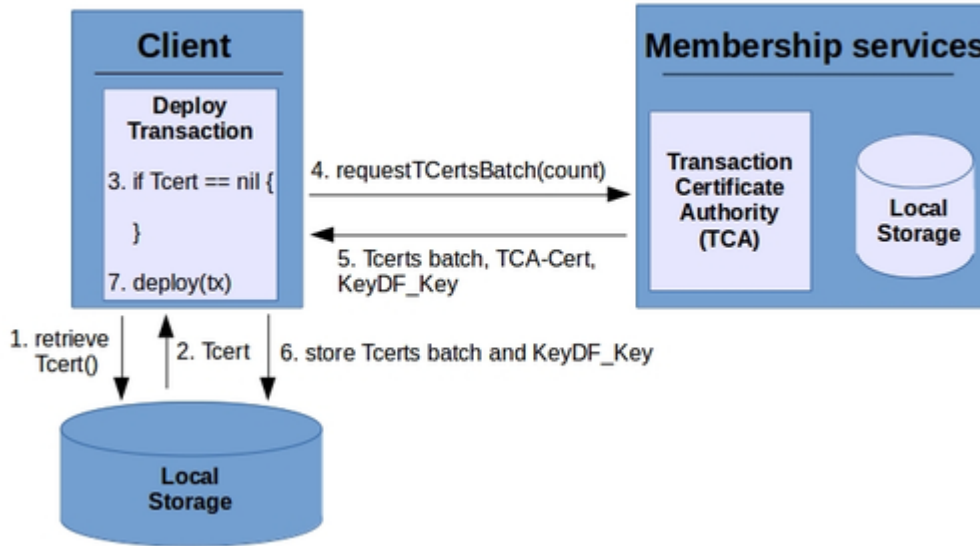 Client
Deploy
Transaction
3. if Tcert == nil {
}
7. deploy(tx)
4. requestTCertsBatch(count)
5. Tcerts batch, TCA-Cert,
KeyDF_Key
Membership services
Transaction
Certificate
Authority
(TCA)
Local
Storage
1. retrieve
Tcert()
2. Tcert
6. store Tcerts batch and KeyDF_Key
Local
Storage